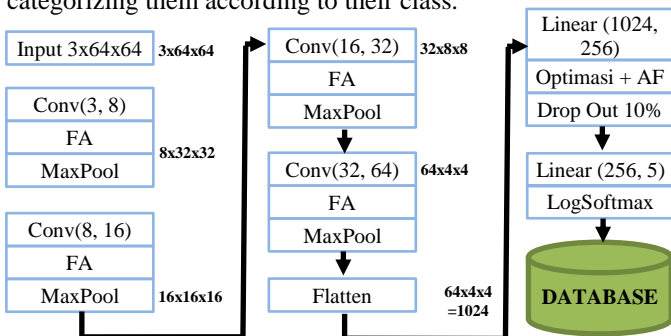 categorizing them according to their class.
Input 3x64x64
3x64x64
Conv(3, 8)
FA
MaxPool
8x32x32
Conv(8, 16)
FA
MaxPool
16x16x16
Conv(16, 32)
32x8x8
FA
MaxPool
Conv(32, 64)
64x4x4
FA
MaxPool
Flatten
64x4x4
=1024
Linear (1024,
256)
Optimasi + AF
Drop Out 10%
Linear (256, 5)
LogSoftmax
DATABASE